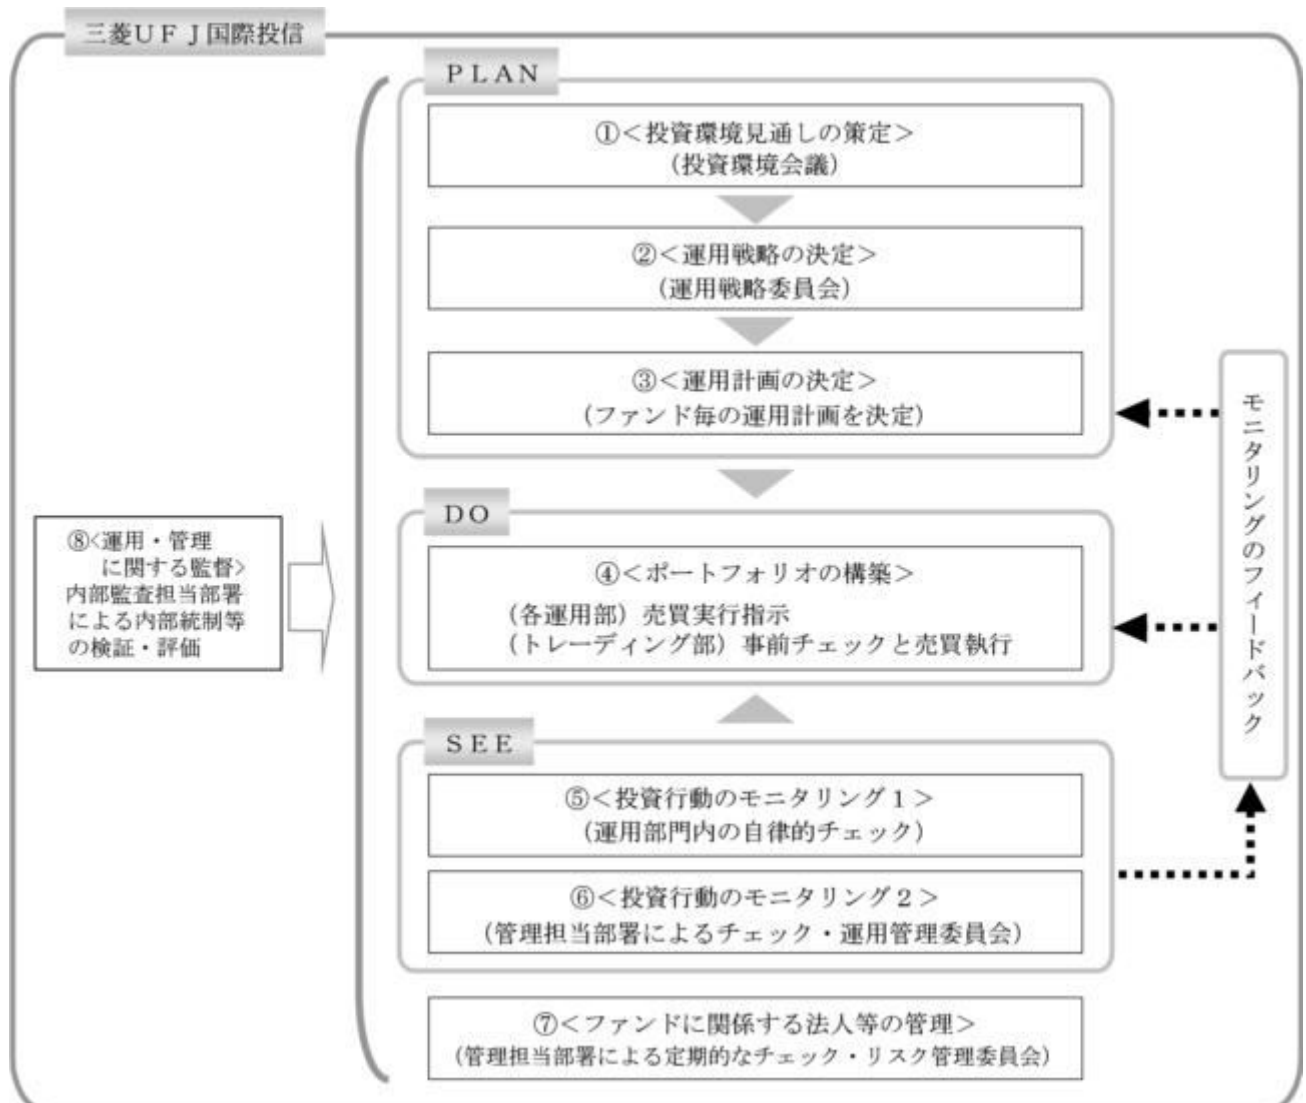 三菱UFJ国際投信
PLAN
①<投資環境見通しの策定>
(投資環境会議)
②<運用戦略の決定>
(運用戦略委員会)
③<運用計画の決定>
(ファンド毎の運用計画を決定)
DO
④<ポートフォリオの構築>
(各運用部) 売買実行指示
(トレーディング部) 事前チェックと売買執行
SEE
⑤<投資行動のモニタリング1>
(運用部門内の自律的チェック)
⑥<投資行動のモニタリング2>
(管理担当部署によるチェック・運用管理委員会)
⑦<ファンドに関係する法人等の管理>
(管理担当部署による定期的なチェック・リスク管理委員会)
⑧<運用・管理
に関する監督>
内部監査担当部署
による内部統制等
の検証・評価
モニタリングのフィードバック